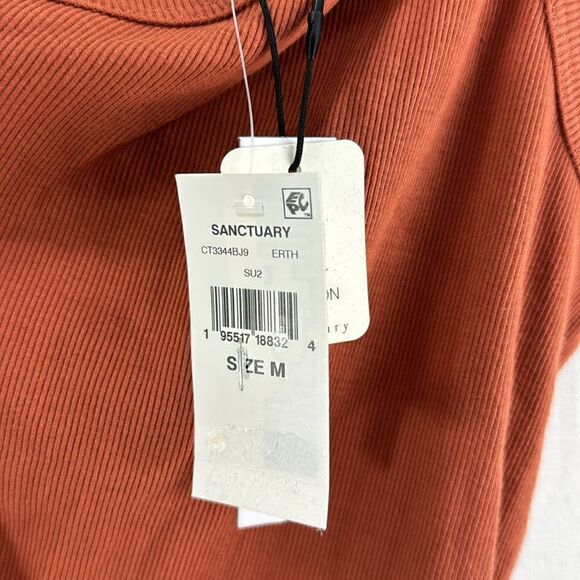 SANCTUARY
CT3344BJ9 ERTH
SU2
1 95517 18832 4
SIZE M